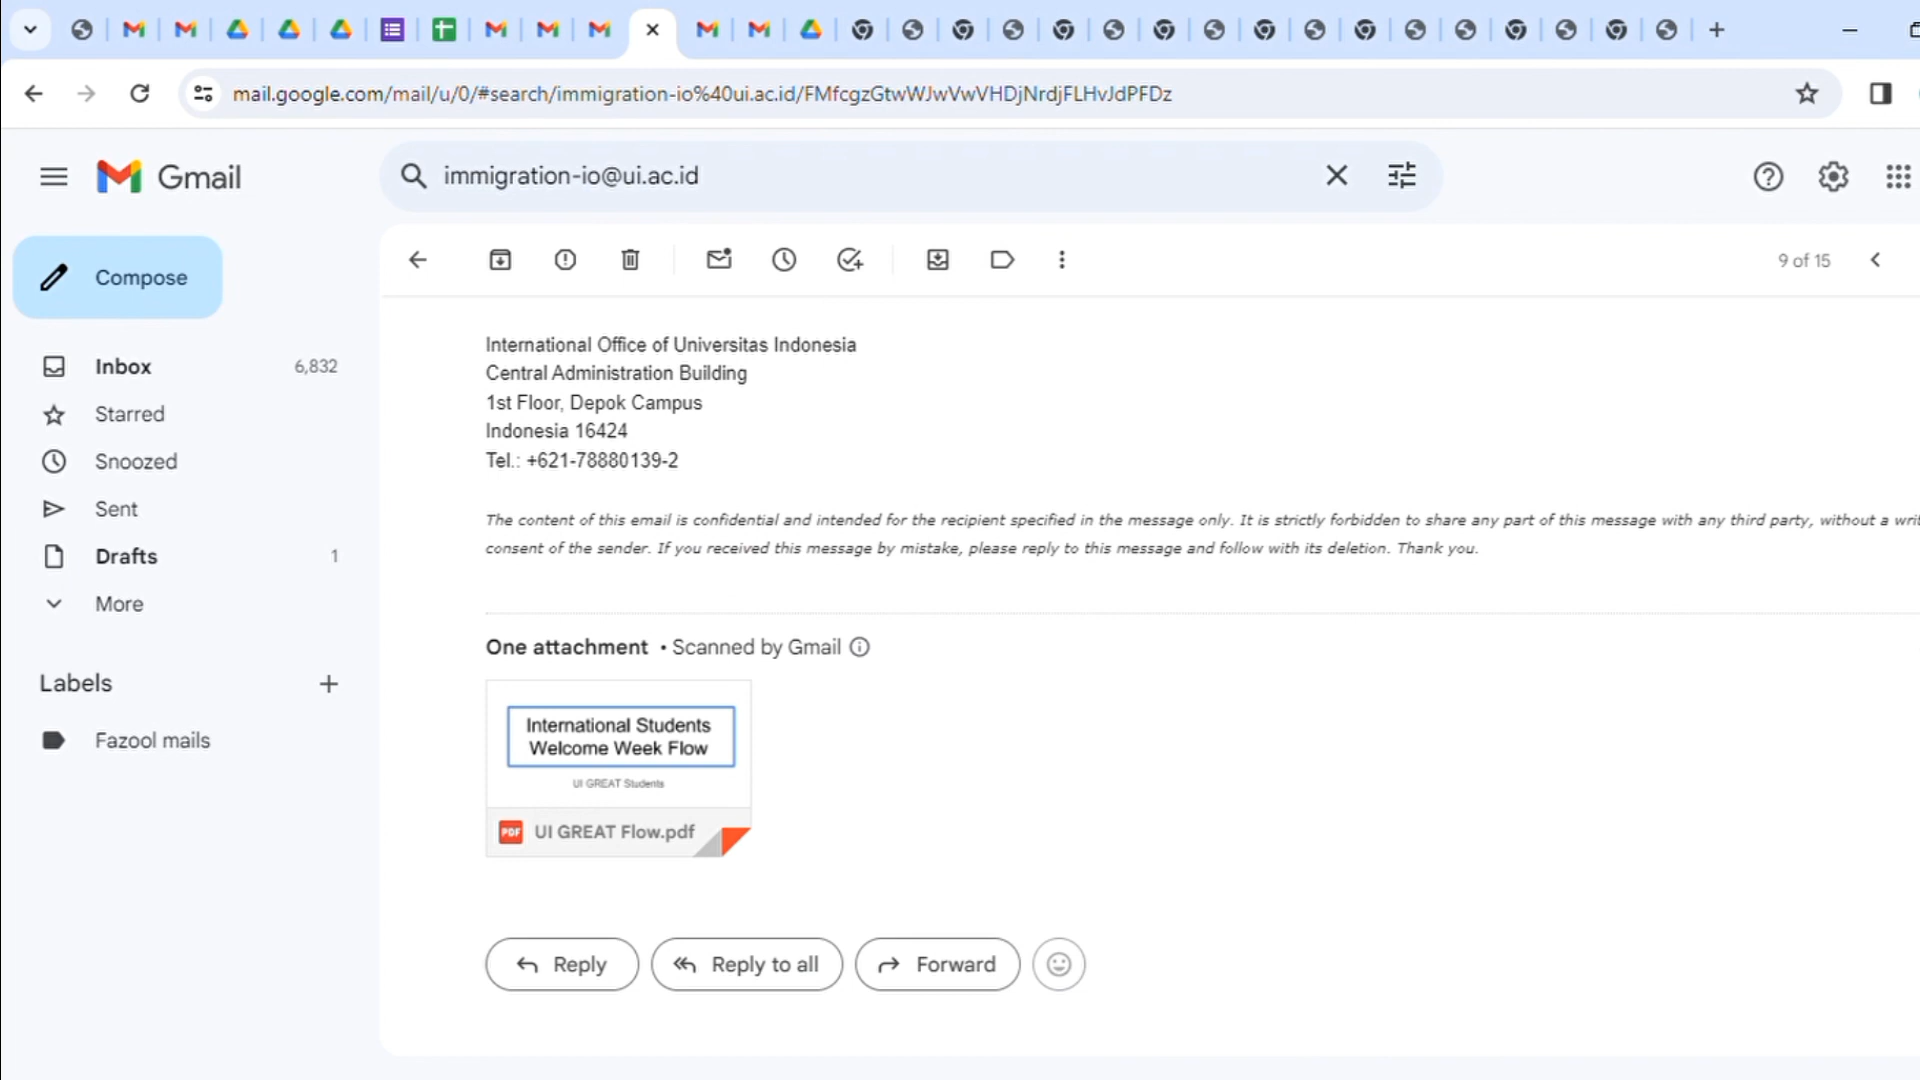 mail.google.com/mail/u/0/#search/immigration-io%40ui.ac.id/FMfcgzGtwWJwVwVHDjNrdjFLHvJdPFDz
Gmail
immigration-io@ui.ac.id
Compose
9 of 15
Inbox 6,832
Starred
Snoozed
Sent
Drafts 1
More
Labels
Fazool mails
International Office of Universitas Indonesia
Central Administration Building
1st Floor, Depok Campus
Indonesia 16424
Tel.: +621-78880139-2
The content of this email is confidential and intended for the recipient specified in the message only. It is strictly forbidden to share any part of this message with any third party, without a
consent of the sender. If you received this message by mistake, please reply to this message and follow with its deletion. Thank you.
One attachment • Scanned by Gmail
International Students
Welcome Week Flow
UI GREAT Students
PDF UI GREAT Flow.pdf
Reply Reply to all Forward